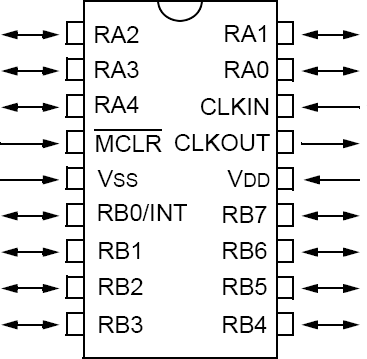 RA2 RA1
RA3 RA0
RA4 CLKIN
MCLR CLKOUT
VSS VDD
RB0/INT RB7
RB1 RB6
RB2 RB5
RB3 RB4